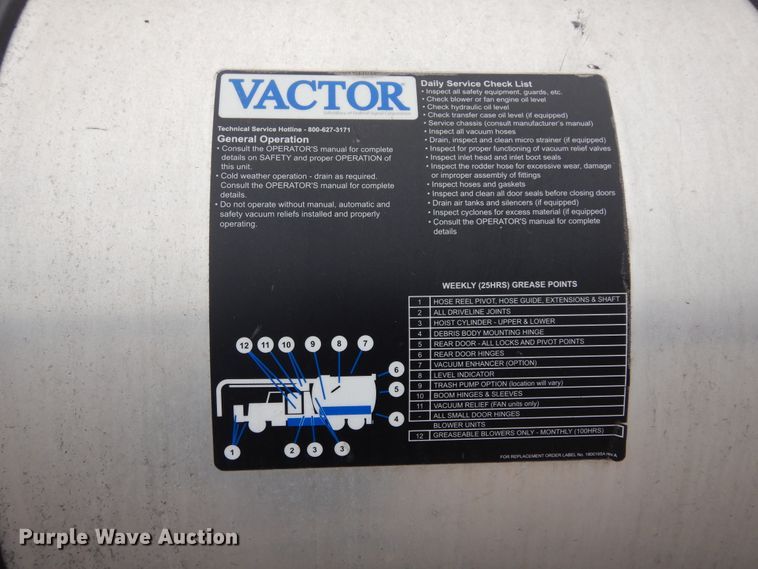 VACTOR
Technical Service Hotline - 800-627-3171
General Operation
• Consult the OPERATOR'S manual for complete
details on SAFETY and proper OPERATION of
this unit.
• Cold weather operation - drain as required.
Consult the OPERATOR'S manual for complete
details.
• Do not operate without manual, automatic and
safety vacuum reliefs installed and properly
operating.
Daily Service Check List
• Inspect all safety equipment, guards, etc.
• Check blower or fan engine oil level
• Check hydraulic oil level
• Check transfer case oil level (if equipped)
• Service chassis (consult manufacturer's manual)
• Inspect all vacuum hoses
• Drain, inspect and clean micro strainer (if equipped)
• Inspect for proper functioning of vacuum relief valves
• Inspect inlet head and inlet boot seals
• Inspect the rodder hose for excessive wear, damage
or improper assembly of fittings
• Inspect hoses and gaskets
• Inspect and clean all door seals before closing doors
• Drain air tanks and silencers (if equipped)
• Inspect cyclones for excess material (if equipped)
• Consult the OPERATOR'S manual for complete
details
WEEKLY (25HRS) GREASE POINTS
1 HOSE REEL PIVOT, HOSE GUIDE, EXTENSIONS & SHAFT
2 ALL DRIVELINE JOINTS
3 HOIST CYLINDER - UPPER & LOWER
4 DEBRIS BODY MOUNTING HINGE
5 REAR DOOR - ALL LOCKS AND PIVOT POINTS
6 REAR DOOR HINGES
7 VACUUM ENHANCER (OPTION)
8 LEVEL INDICATOR
9 TRASH PUMP OPTION (location will vary)
10 BOOM HINGES & SLEEVES
11 VACUUM RELIEF (FAN units only)
- ALL SMALL DOOR HINGES
BLOWER UNITS
12 GREASEABLE BLOWERS ONLY - MONTHLY (100HRS)
12 11 10 9 8 7
6
5
4
1 2 3 3
FOR REPLACEMENT ORDER LABEL No.
Purple Wave Auction